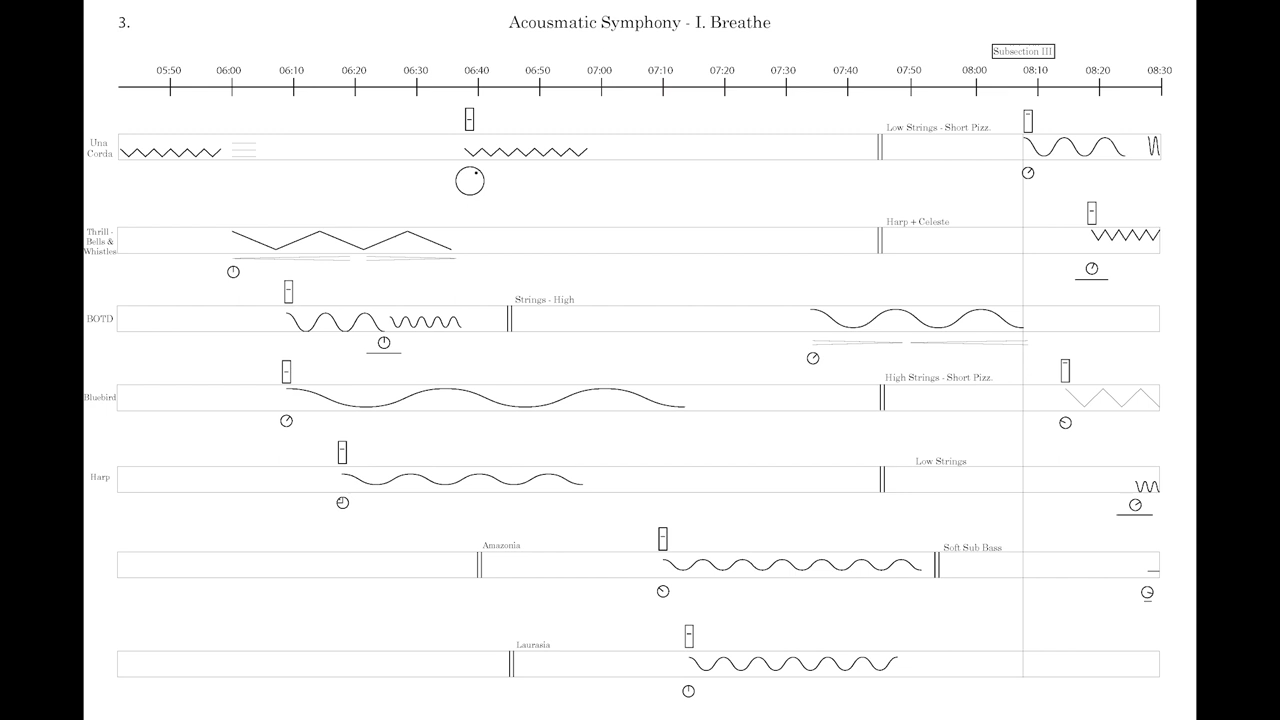 3.
Acousmatic Symphony - I. Breathe
Subsection III
05:50 06:00 06:10 06:20 06:30 06:40 06:50 07:00 07:10 07:20 07:30 07:40 07:50 08:00 08:10 08:20 08:30
Una
Corda
Low Strings - Short Pizz.
Thrill -
Bells &
Whistles
Harp + Celeste
BOTD
Strings - High
Bluebird
High Strings - Short Pizz.
Harp
Low Strings
Amazonia
Soft Sub Bass
Laurasia